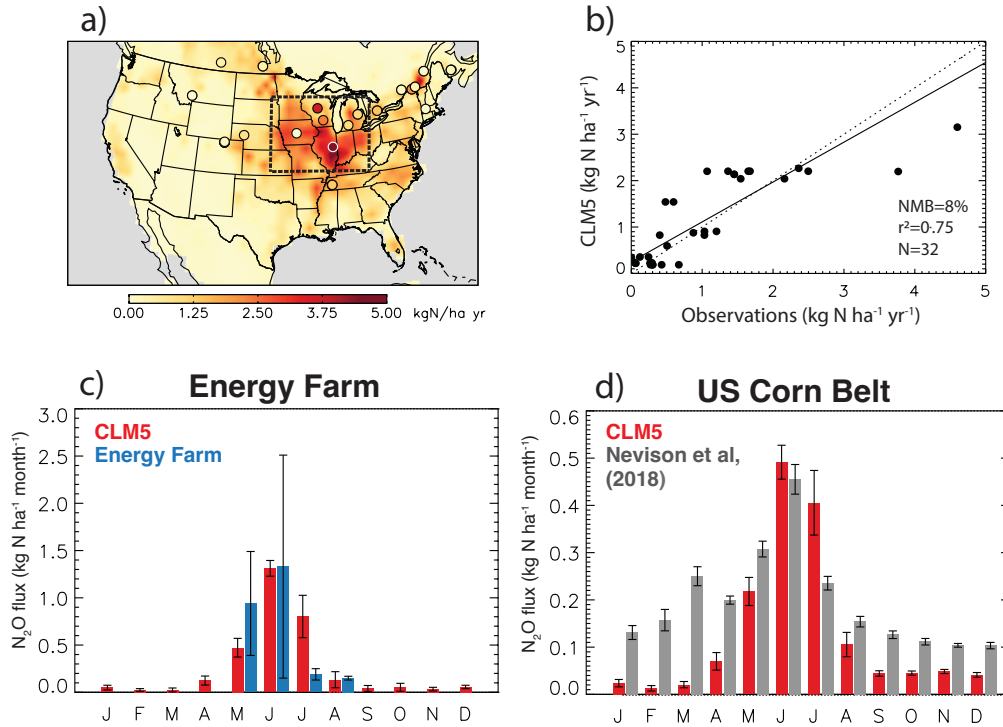 a)
0.00 1.25 2.50 3.75 5.00 kgN/ha yr
b)
CLM5 (kg N ha⁻¹ yr⁻¹)
5
4
3
2
1
0
NMB=8%
r²=0.75
N=32
0 1 2 3 4 5
Observations (kg N ha⁻¹ yr⁻¹)
c) Energy Farm
N₂O flux (kg N ha⁻¹ month⁻¹)
3.0
2.5
2.0
1.5
1.0
0.5
0.0
CLM5
Energy Farm
J F M A M J J A S O N D
d) US Corn Belt
N₂O flux (kg N ha⁻¹ month⁻¹)
0.6
0.5
0.4
0.3
0.2
0.1
0.0
CLM5
Nevison et al,
(2018)
J F M A M J J A S O N D